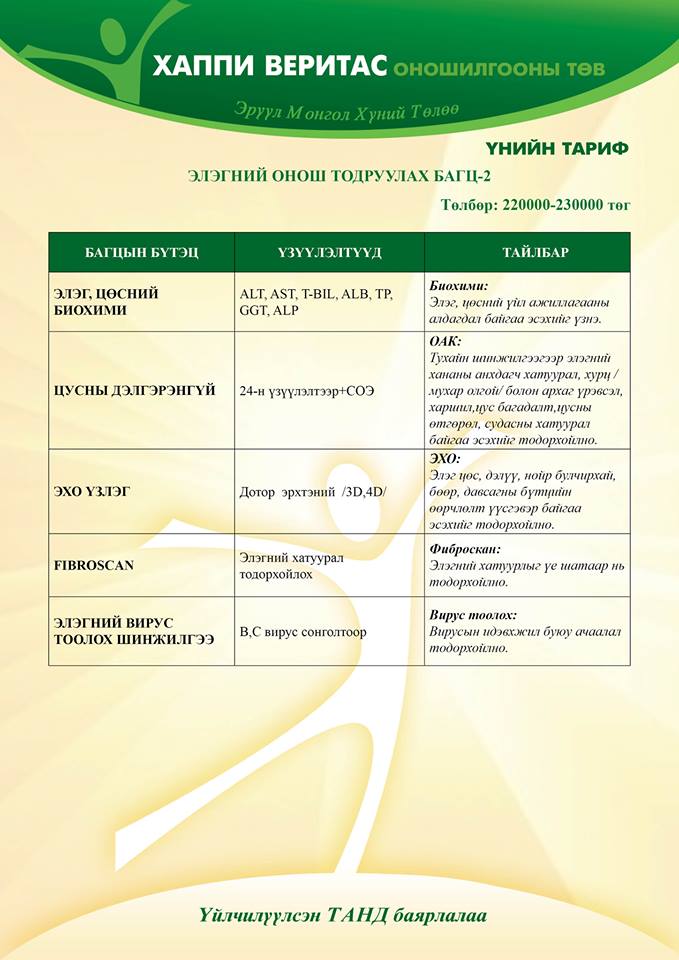 ХАППИ ВЕРИТАС ОНОШИЛГООНЫ ТӨВ
Эрүүл Монгол Хүний Төлөө
ҮНИЙН ТАРИФ
ЭЛЭГНИЙ ОНОШ ТОДРУУЛАХ БАГЦ-2
Төлбөр: 220000-230000 төг
БАГЦЫН БҮТЭЦ
ҮЗҮҮЛЭЛТҮҮД
ТАЙЛБАР
ЭЛЭГ, ЦӨСНИЙ
БИОХИМИ
ALT, AST, T-BIL, ALB, TP,
GGT, ALP
Биохими:
Элэг, цөсний үйл ажиллагааны
алдагдал байгаа эсэхийг үзнэ.
ЦУСНЫ ДЭЛГЭРЭНГҮЙ
24-н үзүүлэлтээр+СОЭ
ОАК:
Тухайн шинжилгээгээр элэгний
хананы анхдагч хатуурал, хурц /
мухар олгой/ болон архаг үрэвсэл,
харшил,цус багадалт,цусны
өтгөрөл, судасны хатуурал
байгаа эсэхийг тодорхойлно.
ЭХО ҮЗЛЭГ
Дотор эрхтэний /3D,4D/
ЭХО:
Элэг цөс, дэлүү, нойр булчирхай,
бөөр, давсагны бүтцийн
өөрчлөлт үүсгэвэр байгаа
эсэхийг тодорхойлно.
FIBROSCAN
Элэгний хатуурал
тодорхойлох
Фиброскан:
Элэгний хатуурлыг үе шатаар нь
тодорхойлно.
ЭЛЭГНИЙ ВИРУС
ТООЛОХ ШИНЖИЛГЭЭ
В,С вирус сонголтоор
Вирус тоолох:
Вирусын идэвхжил буюу ачаалал
тодорхойлно.
Үйлчилүүлсэн ТАНД баярлалаа